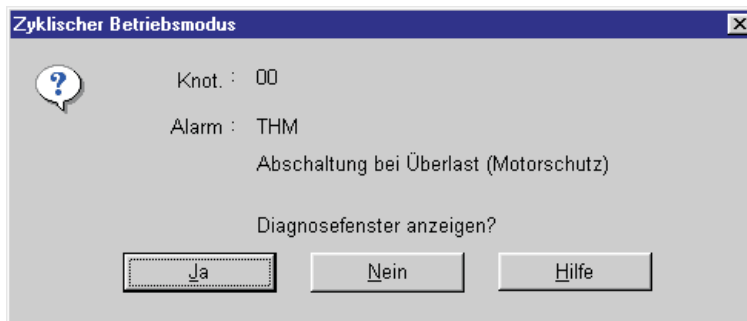 Zyklischer Betriebsmodus
Knot. : 00
Alarm : THM
Abschaltung bei Überlast (Motorschutz)
Diagnosefenster anzeigen?
Ja Nein Hilfe